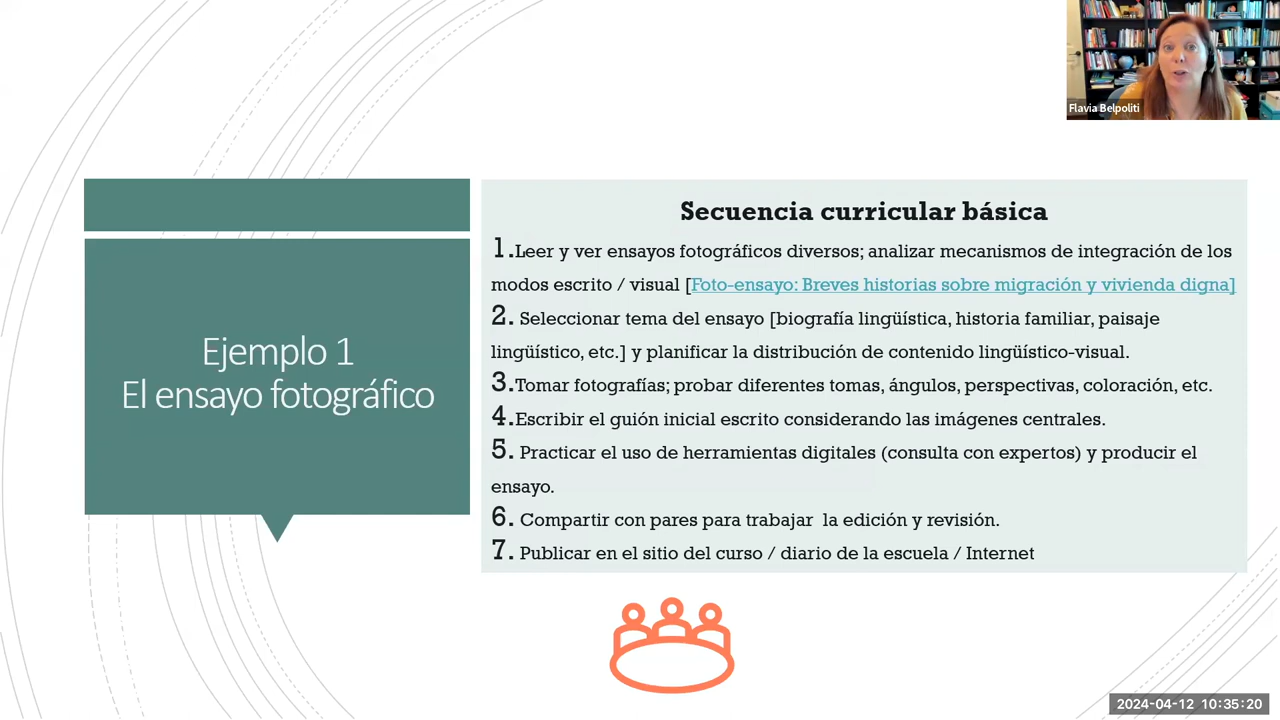 Flavia Belpoliti
Ejemplo 1
El ensayo fotográfico
Secuencia curricular básica
1.Leer y ver ensayos fotográficos diversos; analizar mecanismos de integración de los
modos escrito / visual [Foto-ensayo: Breves historias sobre migración y vivienda digna]
2. Seleccionar tema del ensayo [biografía lingüística, historia familiar, paisaje
lingüístico, etc.] y planificar la distribución de contenido lingüístico-visual.
3.Tomar fotografías; probar diferentes tomas, ángulos, perspectivas, coloración, etc.
4.Escribir el guión inicial escrito considerando las imágenes centrales.
5. Practicar el uso de herramientas digitales (consulta con expertos) y producir el
ensayo.
6. Compartir con pares para trabajar la edición y revisión.
7. Publicar en el sitio del curso / diario de la escuela / Internet
2024-04-12 10:35:20